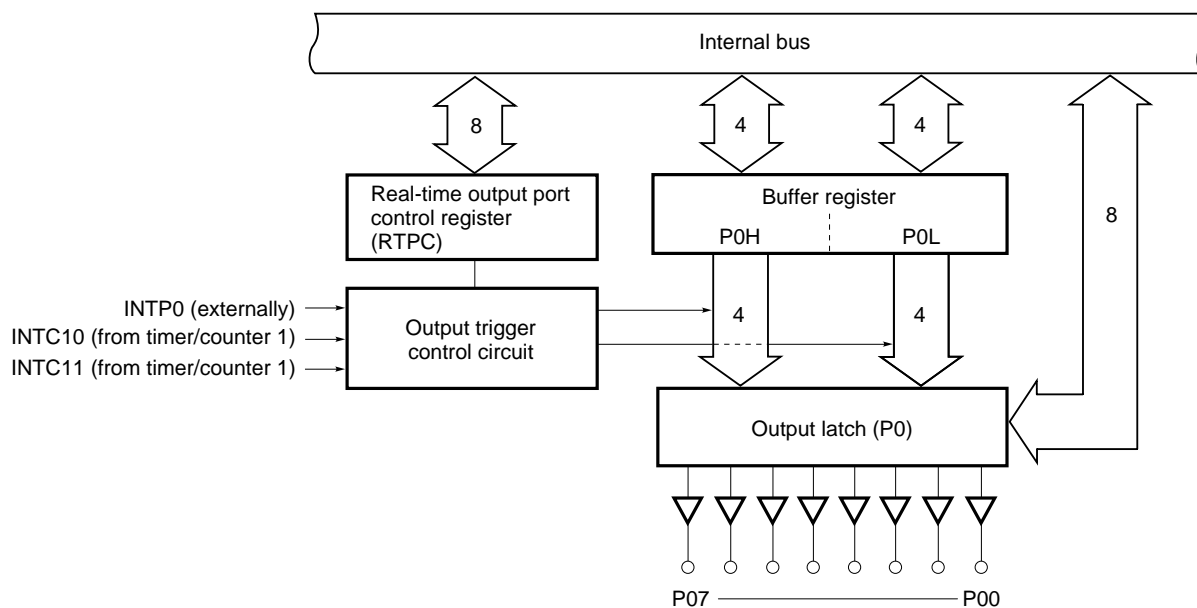 Internal bus
8
4
4
Real-time output port
control register
(RTPC)
Buffer register
P0H
P0L
8
INTP0 (externally)
INTC10 (from timer/counter 1)
INTC11 (from timer/counter 1)
Output trigger
control circuit
4
4
Output latch (P0)
P07
P00